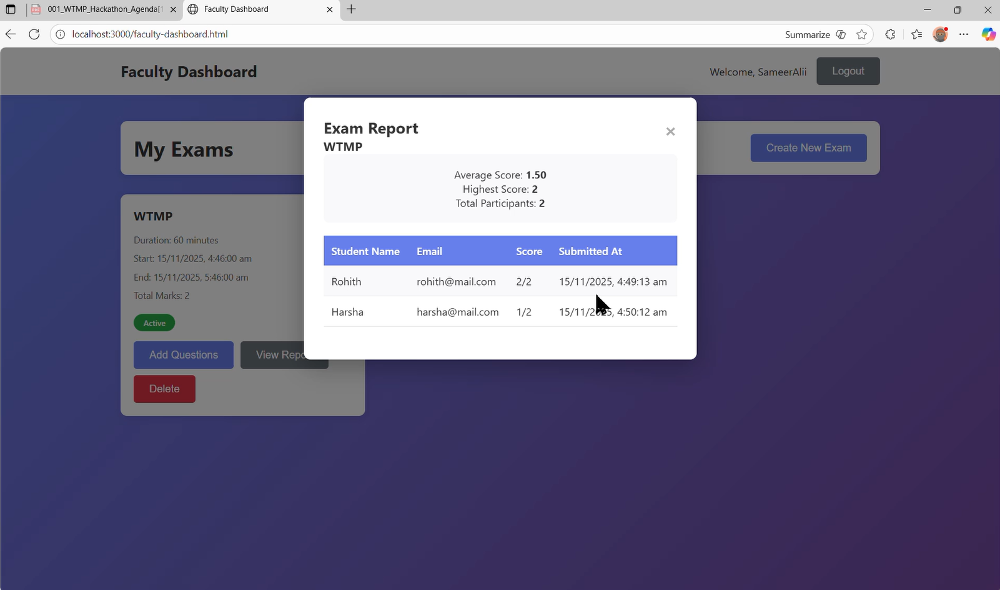 001_WTMP_Hackathon_Agenda[1
Faculty Dashboard
localhost:3000/faculty-dashboard.html
Summarize
Faculty Dashboard
Welcome, SameerAlii
Logout
My Exams
Create New Exam
WTMP
Duration: 60 minutes
Start: 15/11/2025, 4:46:00 am
End: 15/11/2025, 5:46:00 am
Total Marks: 2
Active
Add Questions
View Repo
Delete
Exam Report
×
WTMP
Average Score: 1.50
Highest Score: 2
Total Participants: 2
Student Name Email Score Submitted At
Rohith rohith@mail.com 2/2 15/11/2025, 4:49:13 am
Harsha harsha@mail.com 1/2 15/11/2025, 4:50:12 am